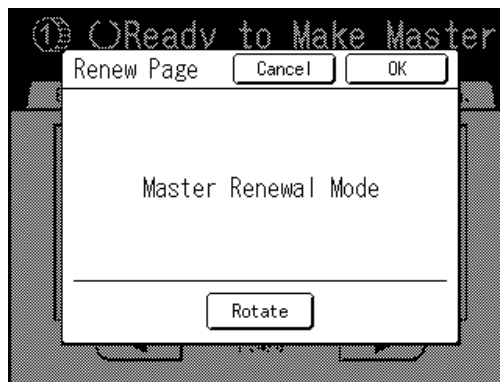 ① Ready to Make Master
Renew Page Cancel OK
Master Renewal Mode
Rotate